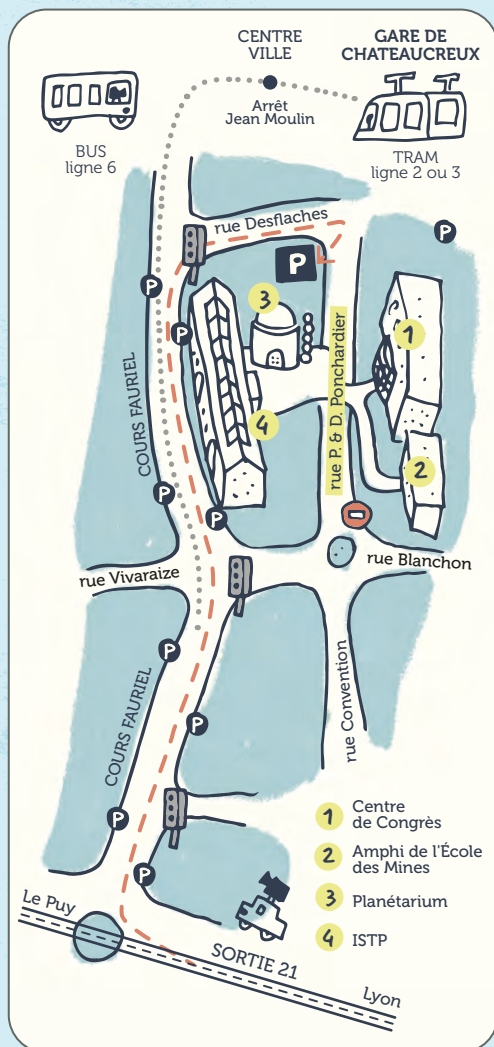 CENTRE
VILLE
GARE DE
CHATEAUCREUX
Arrêt
Jean Moulin
BUS
ligne 6
TRAM
ligne 2 ou 3
rue Desflaches
P
P
P
P
3
1
COURS FAURIEL
rue P. & D. Ponchardier
4
2
P
P
rue Blanchon
rue Vivaraize
P
COURS FAURIEL
rue Convention
P
P
P
1 Centre
de Congrès
2 Amphi de l'École
des Mines
3 Planétarium
4 ISTP
Le Puy
SORTIE 21
Lyon